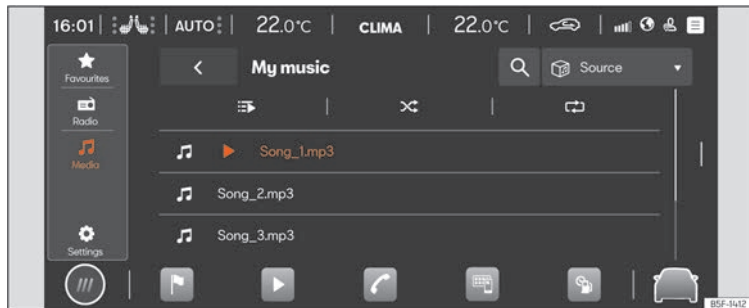 16:01 AUTO 22.0°C CLIMA 22.0°C
Favourites
My music
Source
Radio
Media
Song_1.mp3
Song_2.mp3
Song_3.mp3
Settings
B5F-1412